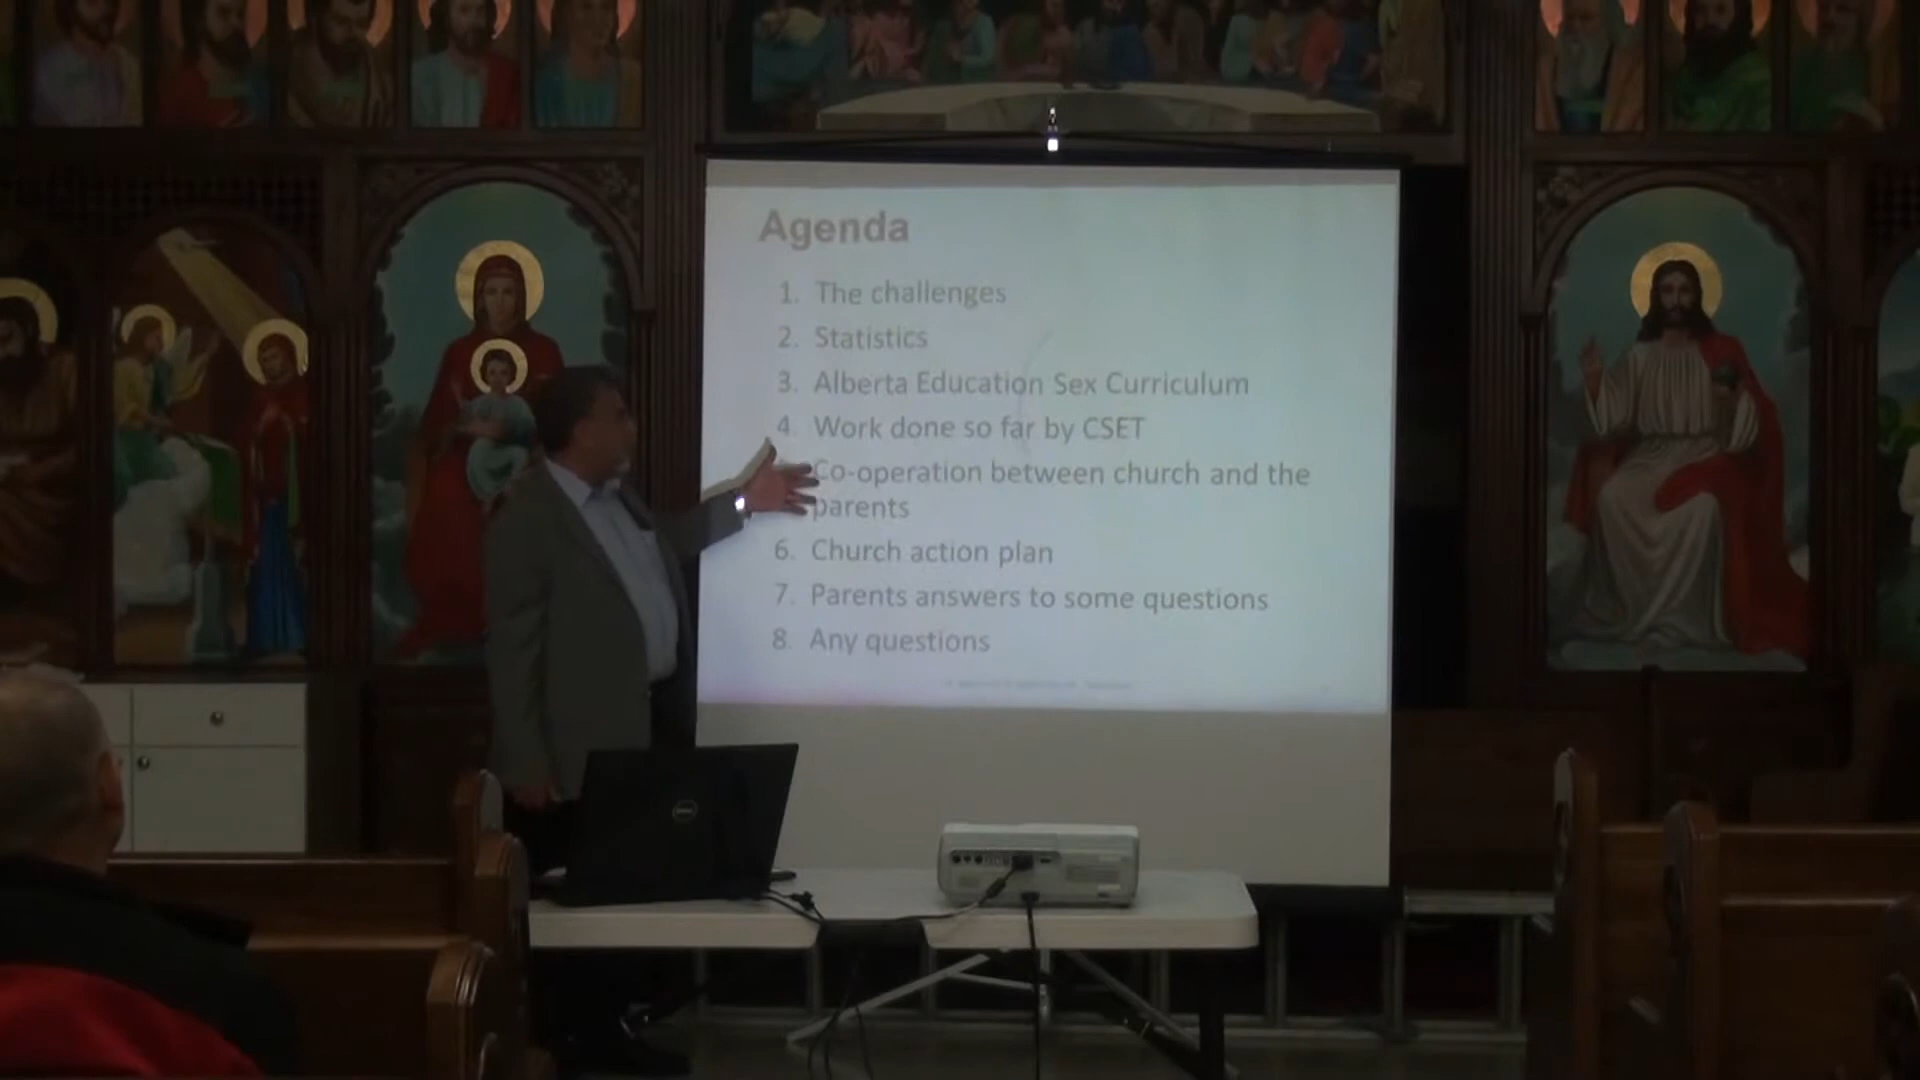 Agenda
1. The challenges
2. Statistics
3. Alberta Education Sex Curriculum
4. Work done so far by CSET
Co-operation between church and the
parents
6. Church action plan
7. Parents answers to some questions
8. Any questions